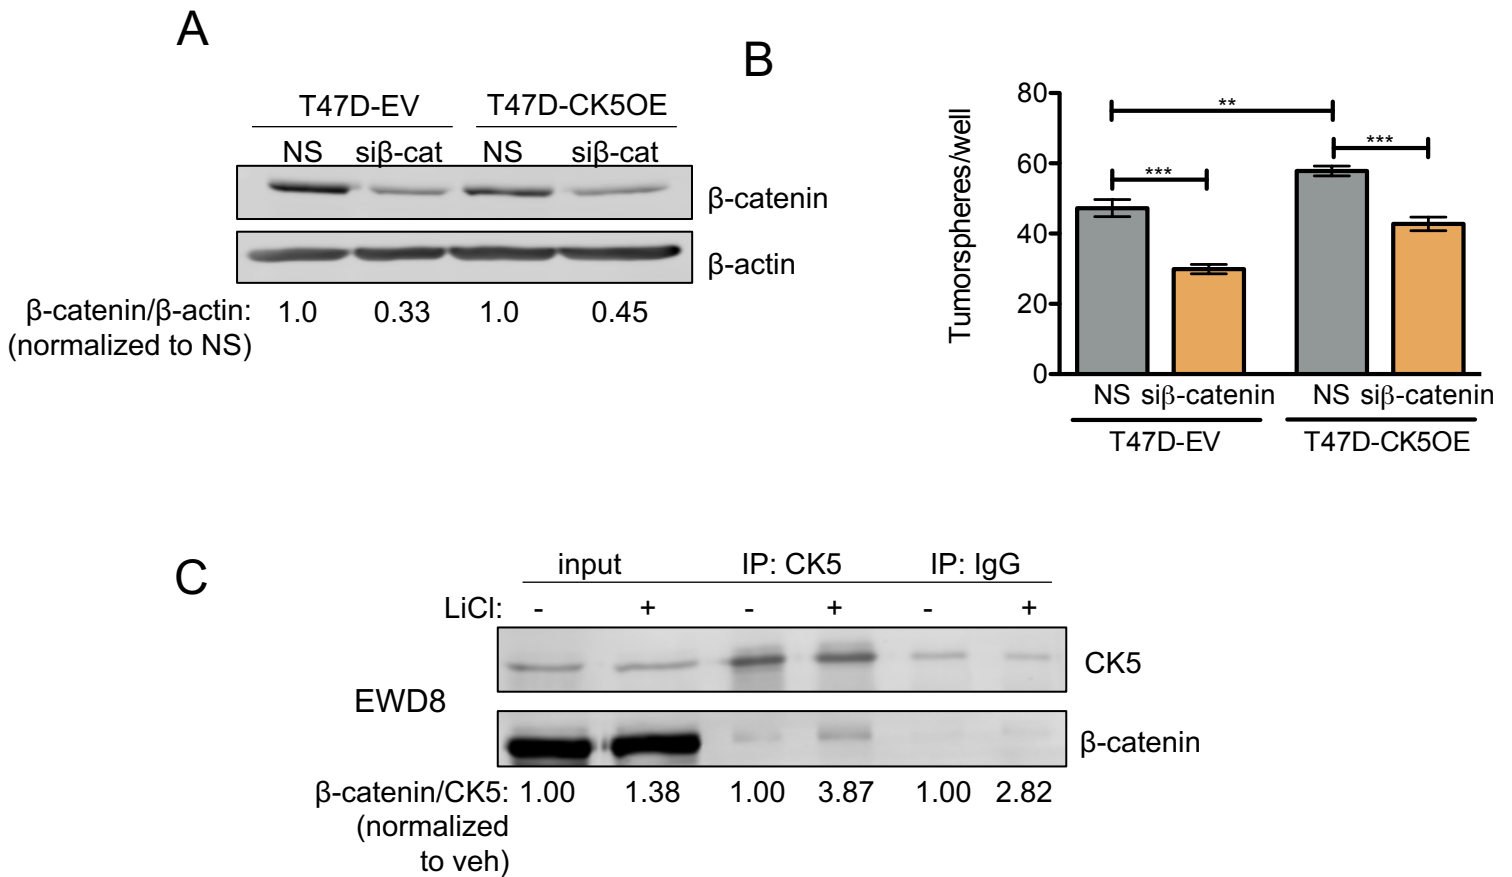 A
T47D-EV T47D-CK5OE
NS siβ-cat NS siβ-cat
β-catenin
β-actin
β-catenin/β-actin: 1.0 0.33 1.0 0.45
(normalized to NS)
B
Tumorspheres/well
80
60
40
20
0
** 
***
***
NS siβ-catenin NS siβ-catenin
T47D-EV T47D-CK5OE
C
input IP: CK5 IP: IgG
LiCl: - + - + - +
CK5
EWD8
β-catenin
β-catenin/CK5: 1.00 1.38 1.00 3.87 1.00 2.82
(normalized
to veh)